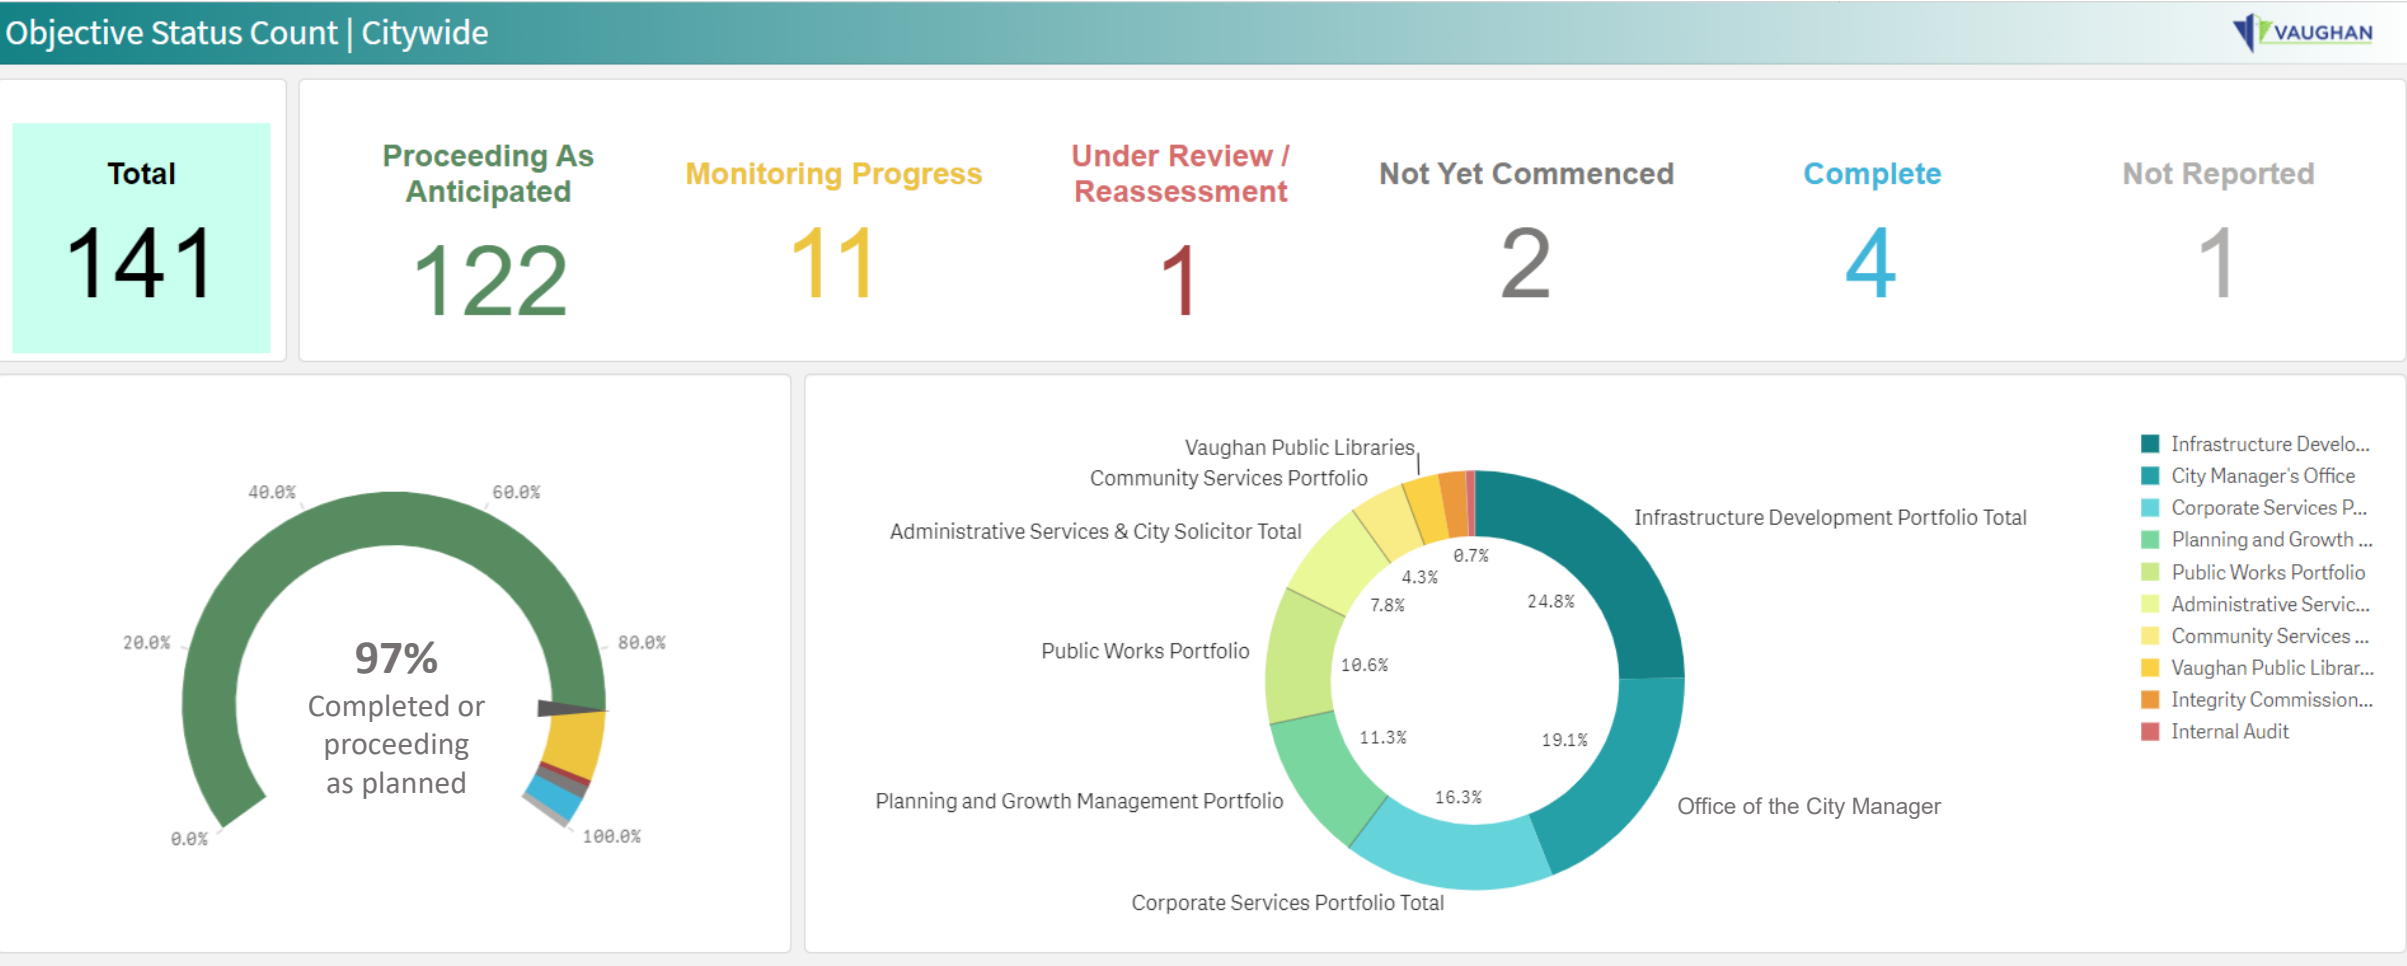 Objective Status Count | Citywide
VAUGHAN
Total
141
Proceeding As
Anticipated
122
Monitoring Progress
11
Under Review /
Reassessment
1
Not Yet Commenced
2
Complete
4
Not Reported
1
40.0%
60.0%
20.0%
80.0%
0.0%
100.0%
97%
Completed or
proceeding
as planned
Vaughan Public Libraries
Community Services Portfolio
Administrative Services & City Solicitor Total
Public Works Portfolio
Planning and Growth Management Portfolio
Corporate Services Portfolio Total
Infrastructure Development Portfolio Total
Office of the City Manager
0.7%
4.3%
7.8%
10.6%
11.3%
16.3%
19.1%
24.8%
Infrastructure Develo...
City Manager's Office
Corporate Services P...
Planning and Growth ...
Public Works Portfolio
Administrative Servic...
Community Services ...
Vaughan Public Librar...
Integrity Commission...
Internal Audit